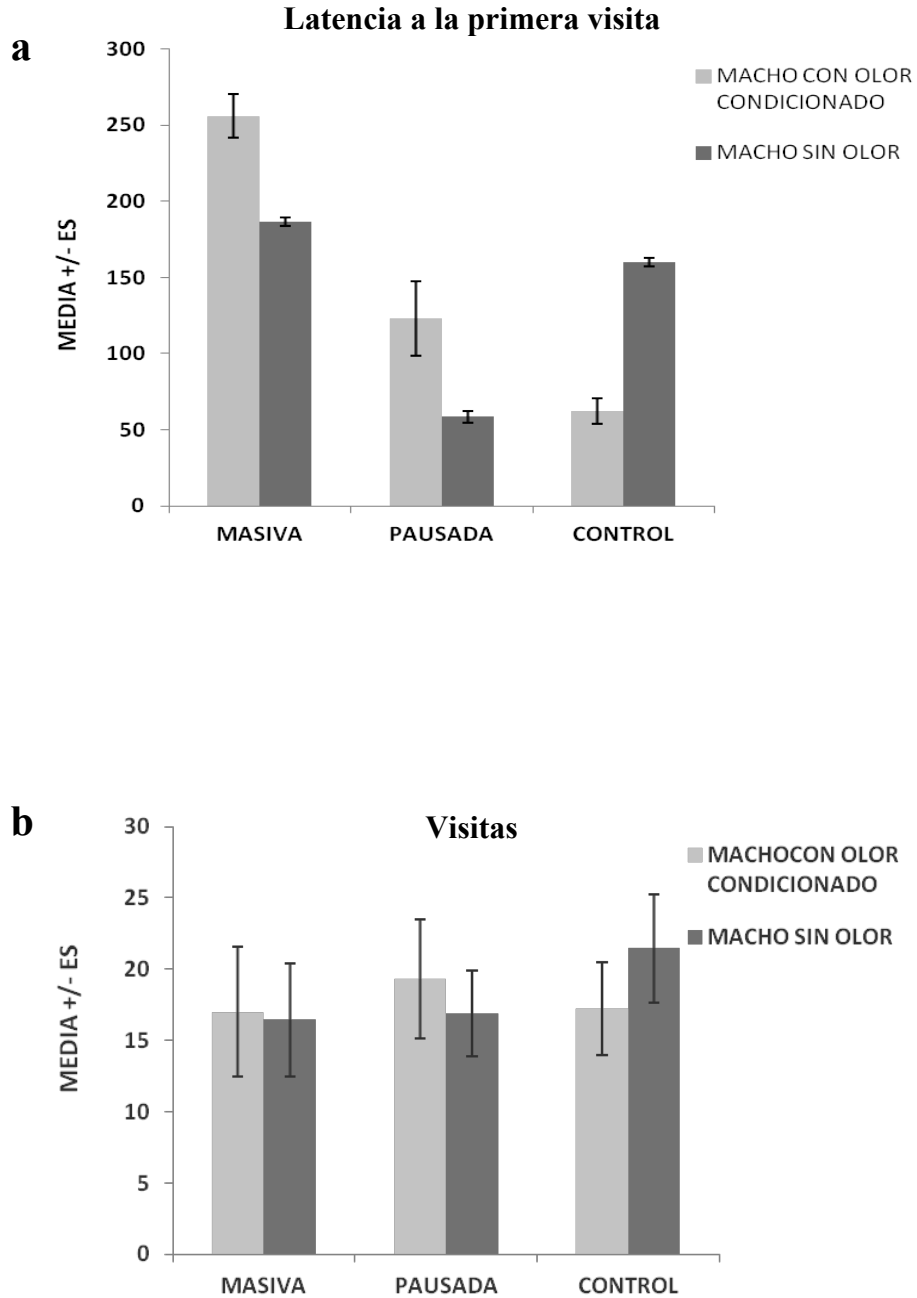 Latencia a la primera visita
a
300
250
200
150
100
50
0
MEDIA +/- ES
MACHO CON OLOR
CONDICIONADO
MACHO SIN OLOR
MASIVA PAUSADA CONTROL
b
Visitas
30
25
20
15
10
5
0
MEDIA +/- ES
MACHOCON OLOR
CONDICIONADO
MACHO SIN OLOR
MASIVA PAUSADA CONTROL